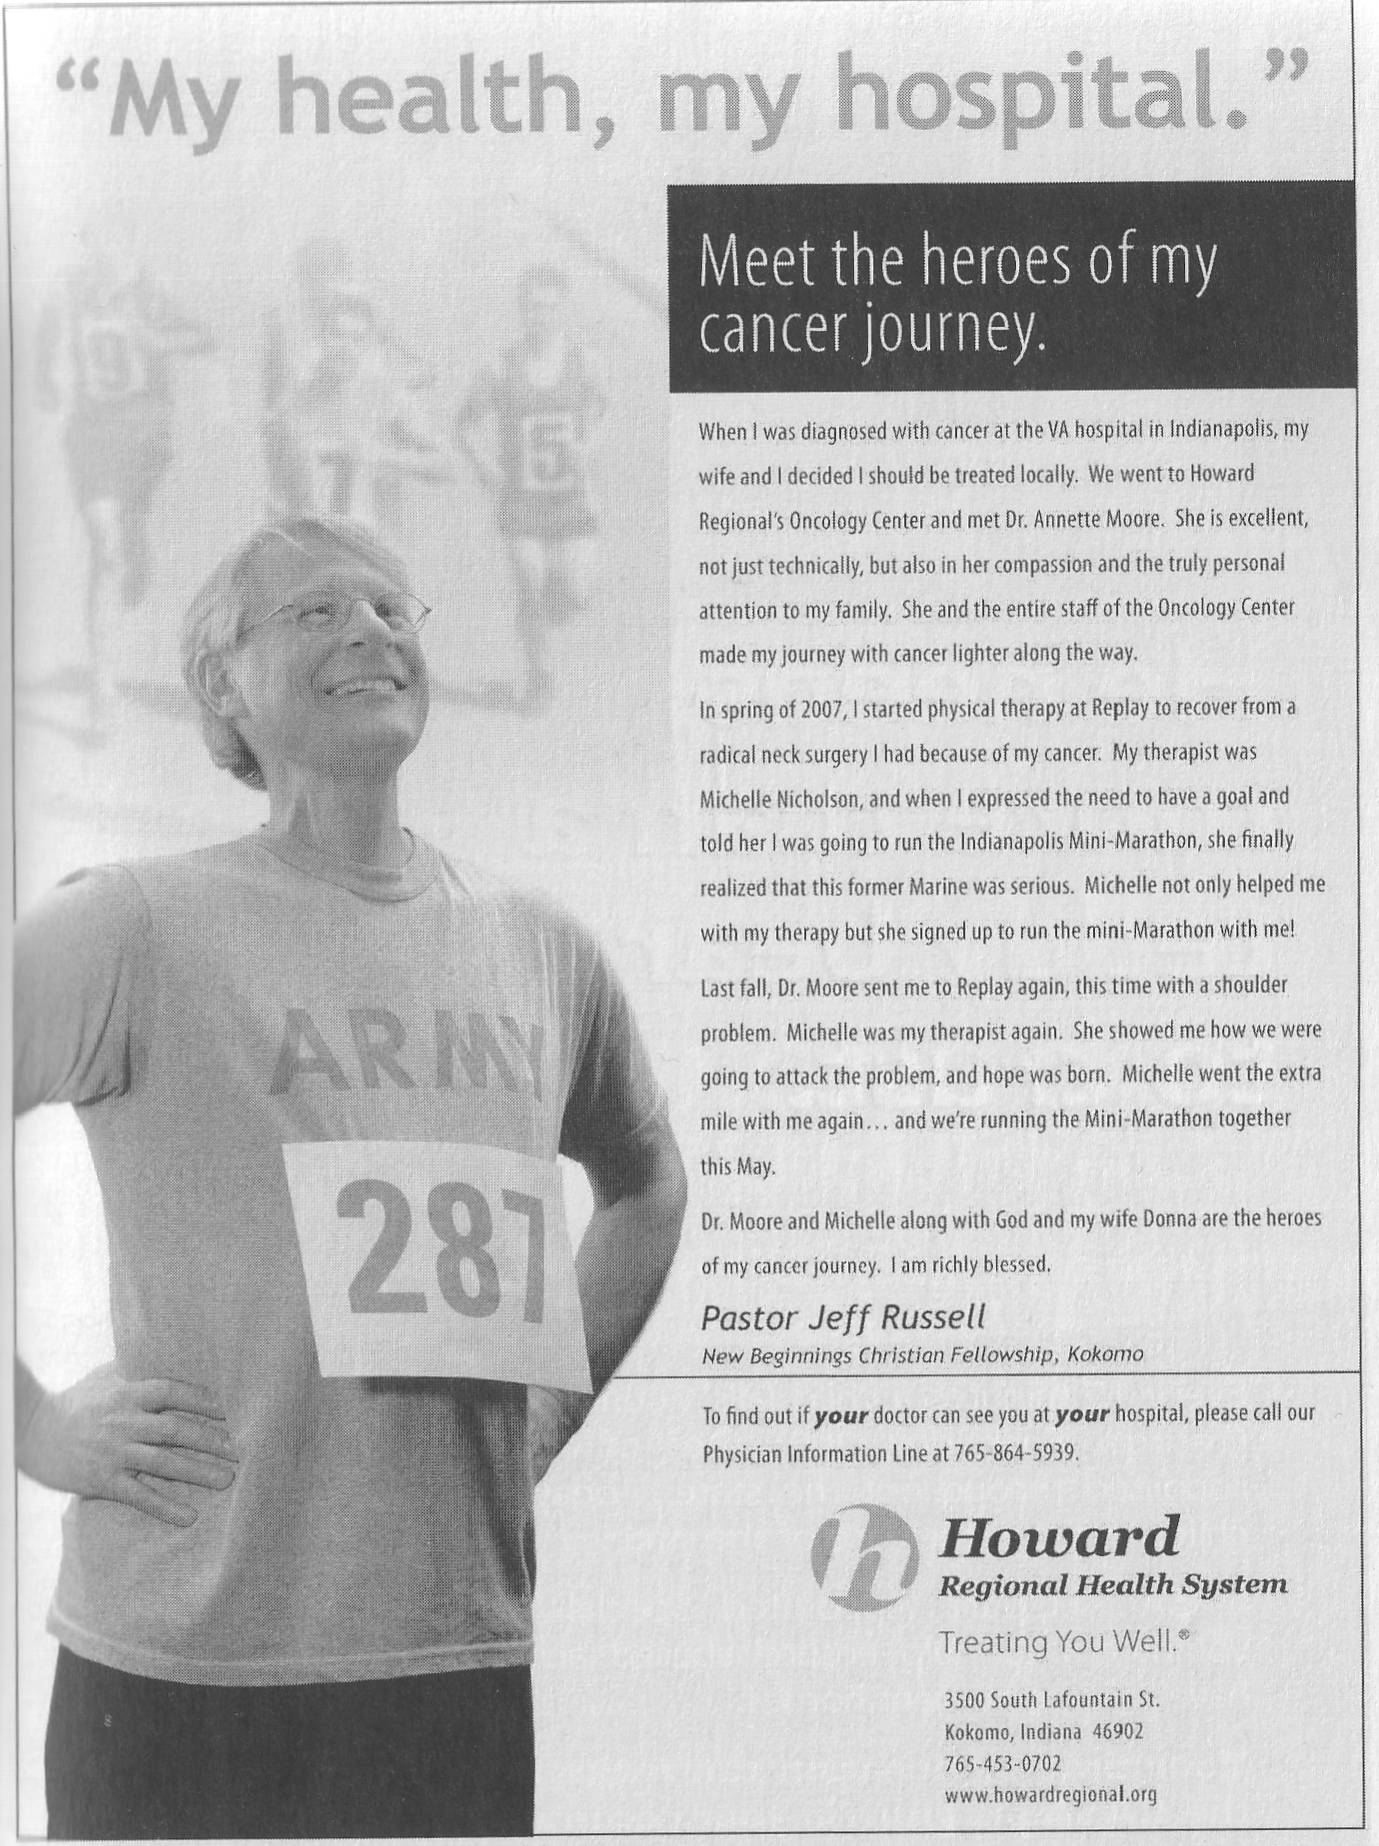 “My health, my hospital.”
Meet the heroes of my
cancer journey.
When I was diagnosed with cancer at the VA hospital in Indianapolis, my
wife and I decided I should be treated locally. We went to Howard
Regional's Oncology Center and met Dr. Annette Moore. She is excellent,
not just technically, but also in her compassion and the truly personal
attention to my family. She and the entire staff of the Oncology Center
made my journey with cancer lighter along the way.
In spring of 2007, I started physical therapy at Replay to recover from a
radical neck surgery I had because of my cancer. My therapist was
Michelle Nicholson, and when I expressed the need to have a goal and
told her I was going to run the Indianapolis Mini-Marathon, she finally
realized that this former Marine was serious. Michelle not only helped me
with my therapy but she signed up to run the mini-Marathon with me!
Last fall, Dr. Moore sent me to Replay again, this time with a shoulder
problem. Michelle was my therapist again. She showed me how we were
going to attack the problem, and hope was born. Michelle went the extra
mile with me again... and we're running the Mini-Marathon together
this May.
Dr. Moore and Michelle along with God and my wife Donna are the heroes
of my cancer journey. I am richly blessed.
Pastor Jeff Russell
New Beginnings Christian Fellowship, Kokomo
To find out if your doctor can see you at your hospital, please call our
Physician Information Line at 765-864-5939.
h Howard
Regional Health System
Treating You Well.®
3500 South Lafountain St.
Kokomo, Indiana 46902
765-453-0702
www.howardregional.org
ARMY
287
8